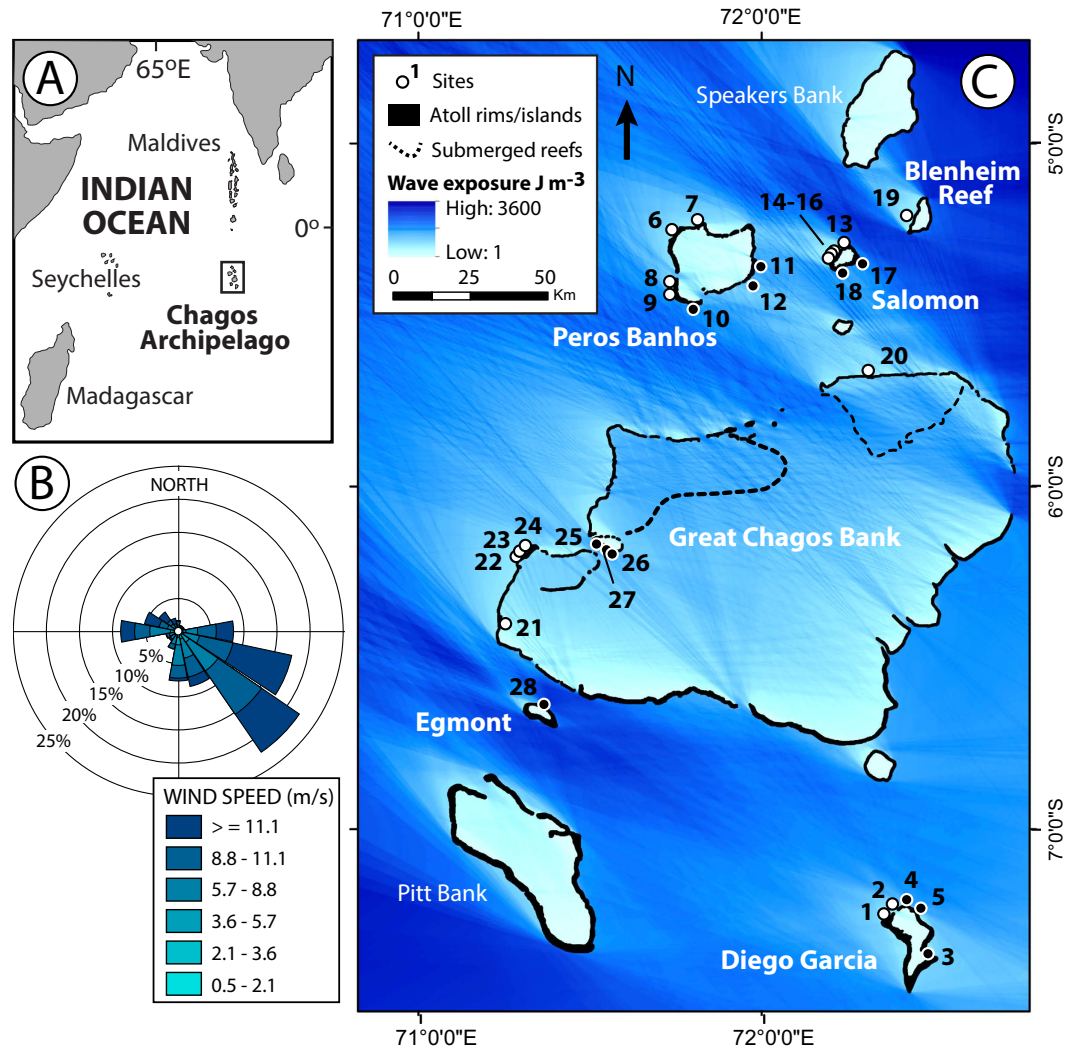 A
65ºE
Maldives
INDIAN
OCEAN
0º
Seychelles
Chagos
Archipelago
Madagascar
B
NORTH
5%
10%
15%
20%
25%
WIND SPEED (m/s)
> = 11.1
8.8 - 11.1
5.7 - 8.8
3.6 - 5.7
2.1 - 3.6
0.5 - 2.1
71°0'0"E
72°0'0"E
1 Sites
Atoll rims/islands
Submerged reefs
Wave exposure J m-3
High: 3600
Low: 1
0 25 50
Km
N
C
Speakers Bank
5°0'0"S
Blenheim
Reef
19
14-16
13
7
6
17
11
8
18
12
9
Salomon
10
Peros Banhos
20
6°0'0"S
24
25
23
Great Chagos Bank
22
26
27
21
28
Egmont
7°0'0"S
Pitt Bank
4
2
5
1
3
Diego Garcia
71°0'0"E
72°0'0"E